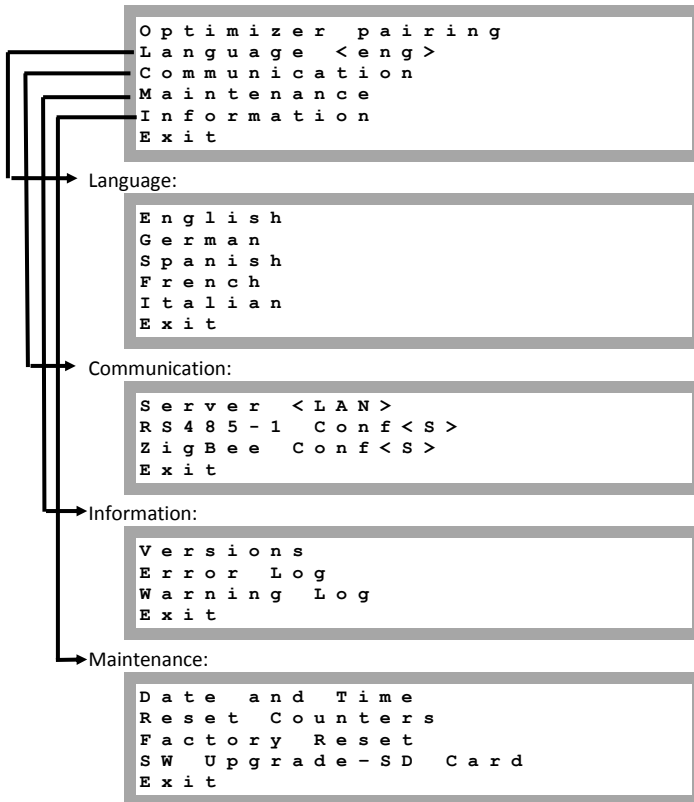 Optimizer pairing
Language <eng>
Communication
Maintenance
Information
Exit
Language:
English
German
Spanish
French
Italian
Exit
Communication:
Server <LAN>
RS485-1 Conf<S>
ZigBee Conf<S>
Exit
Information:
Versions
Error Log
Warning Log
Exit
Maintenance:
Date and Time
Reset Counters
Factory Reset
SW Upgrade-SD Card
Exit